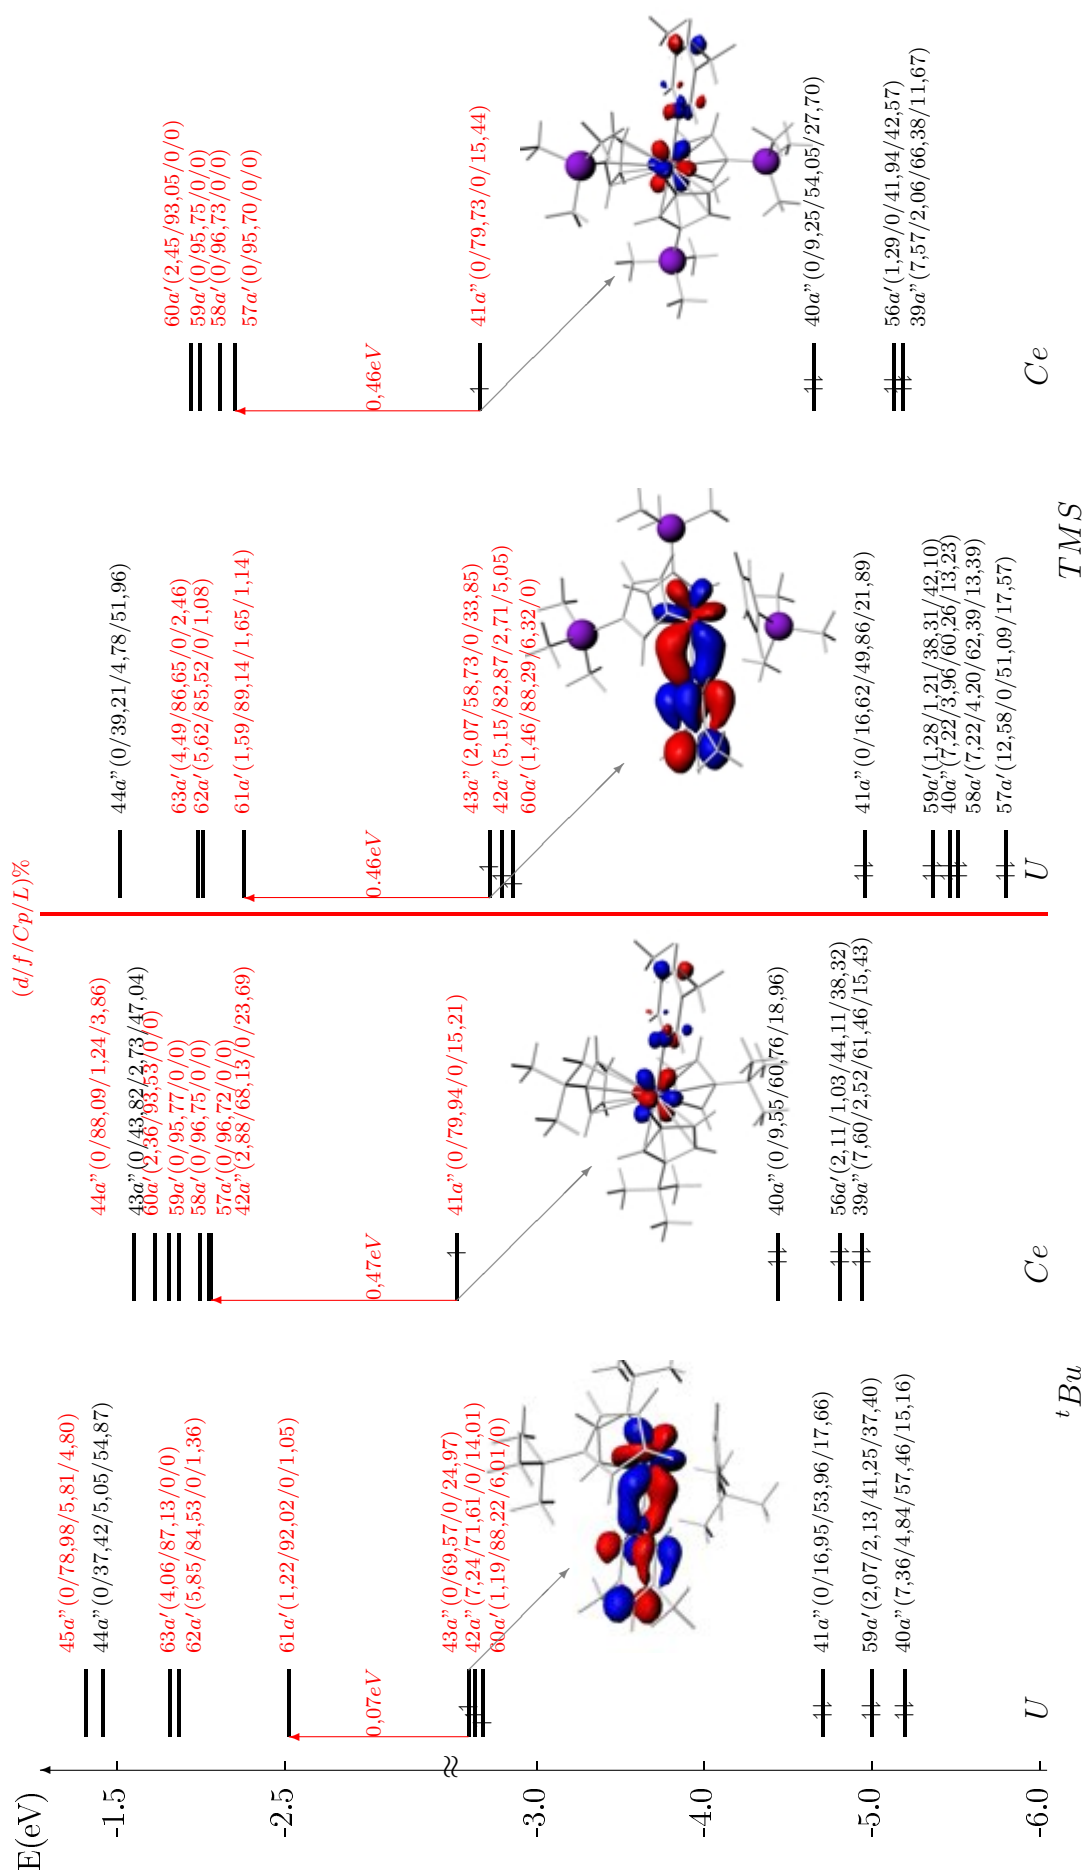 E(eV)
-1.5
-2.5
-3.0
-4.0
-5.0
-6.0
≀≀
(d/f/Cp/L)%
45a”(0/78,98/5,81/4,80)
44a”(0/37,42/5,05/54,87)
63a′(4,06/87,13/0/0)
62a′(5,85/84,53/0/1,36)
61a′(1,22/92,02/0/1,05)
0,07eV
43a”(0/69,57/0/24,97)
42a”(7,24/71,61/0/14,01)
60a′(1,19/88,22/6,01/0)
41a”(0/16,95/53,96/17,66)
59a′(2,07/2,13/41,25/37,40)
40a”(7,36/4,84/57,46/15,16)
U
44a”(0/88,09/1,24/3,86)
43a”(0/43,82/2,73/47,04)
60a′(2,36/93,53/0/0)
59a′(0/95,77/0/0)
58a′(0/96,75/0/0)
57a′(0/96,72/0/0)
42a”(2,88/68,13/0/23,69)
0,47eV
41a”(0/79,94/0/15,21)
40a”(0/9,55/60,76/18,96)
56a′(2,11/1,03/44,11/38,32)
39a”(7,60/2,52/61,46/15,43)
Ce
tBu
44a”(0/39,21/4,78/51,96)
63a′(4,49/86,65/0/2,46)
62a′(5,62/85,52/0/1,08)
61a′(1,59/89,14/1,65/1,14)
0.46eV
43a”(2,07/58,73/0/33,85)
42a”(5,15/82,87/2,71/5,05)
60a′(1,46/88,29/6,32/0)
41a”(0/16,62/49,86/21,89)
59a′(1,28/1,21/38,31/42,10)
40a”(7,22/3,96/60,26/13,23)
58a′(7,22/4,20/62,39/13,39)
57a′(12,58/0/51,09/17,57)
U
60a′(2,45/93,05/0/0)
59a′(0/95,75/0/0)
58a′(0/96,73/0/0)
57a′(0/95,70/0/0)
0,46eV
41a”(0/79,73/0/15,44)
40a”(0/9,25/54,05/27,70)
56a′(1,29/0/41,94/42,57)
39a”(7,57/2,06/66,38/11,67)
Ce
TMS